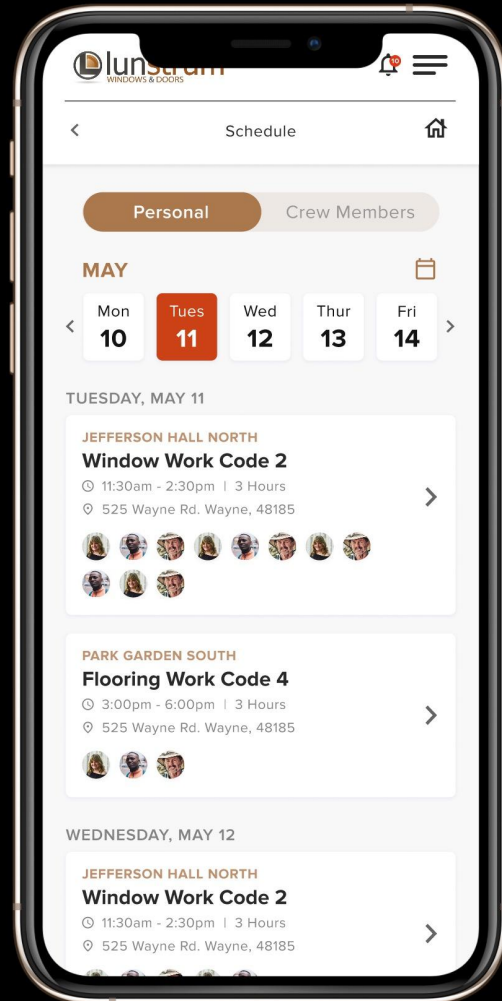 lunstrum
WINDOWS & DOORS
10
Schedule
Personal
Crew Members
MAY
Mon Tues Wed Thur Fri
10 11 12 13 14
TUESDAY, MAY 11
JEFFERSON HALL NORTH
Window Work Code 2
11:30am - 2:30pm | 3 Hours
525 Wayne Rd. Wayne, 48185
PARK GARDEN SOUTH
Flooring Work Code 4
3:00pm - 6:00pm | 3 Hours
525 Wayne Rd. Wayne, 48185
WEDNESDAY, MAY 12
JEFFERSON HALL NORTH
Window Work Code 2
11:30am - 2:30pm | 3 Hours
525 Wayne Rd. Wayne, 48185